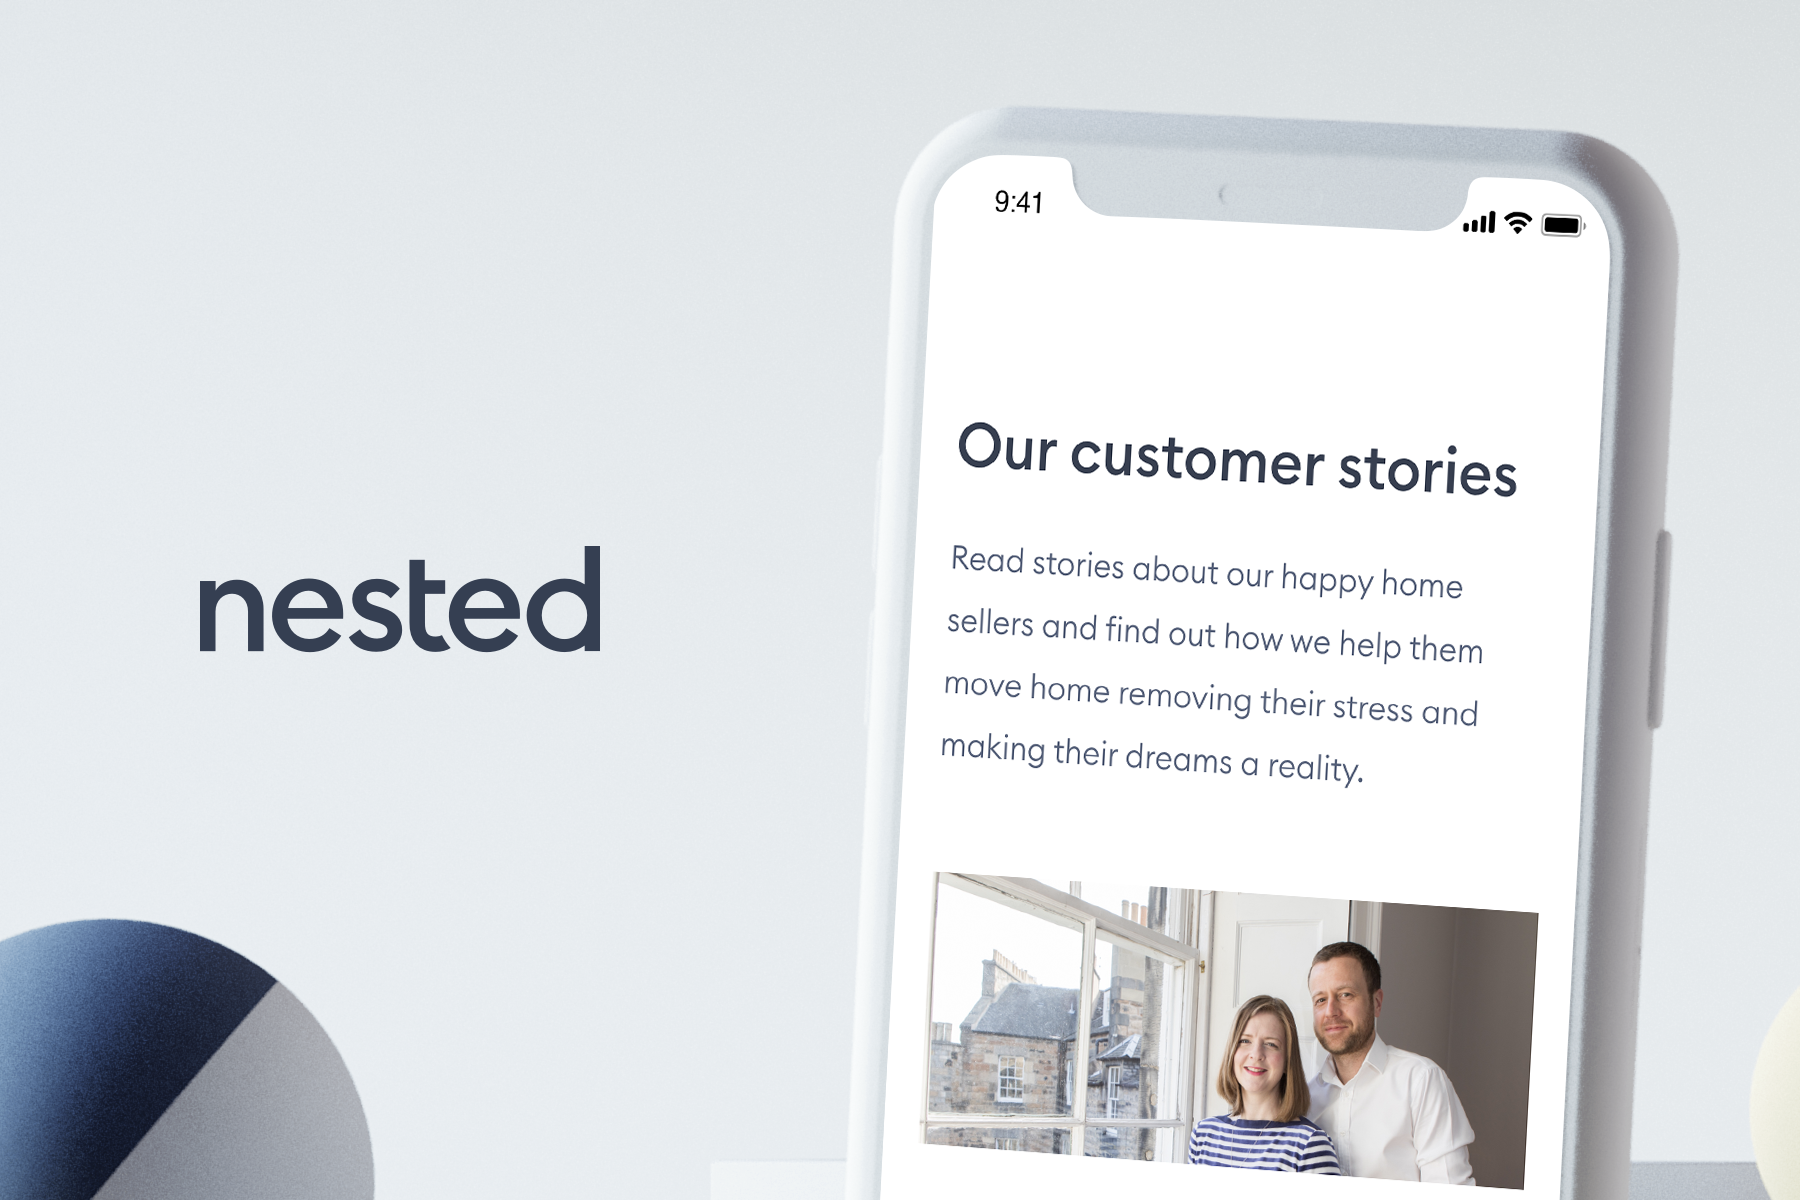 nested
9:41
Our customer stories
Read stories about our happy home
sellers and find out how we help them
move home removing their stress and
making their dreams a reality.